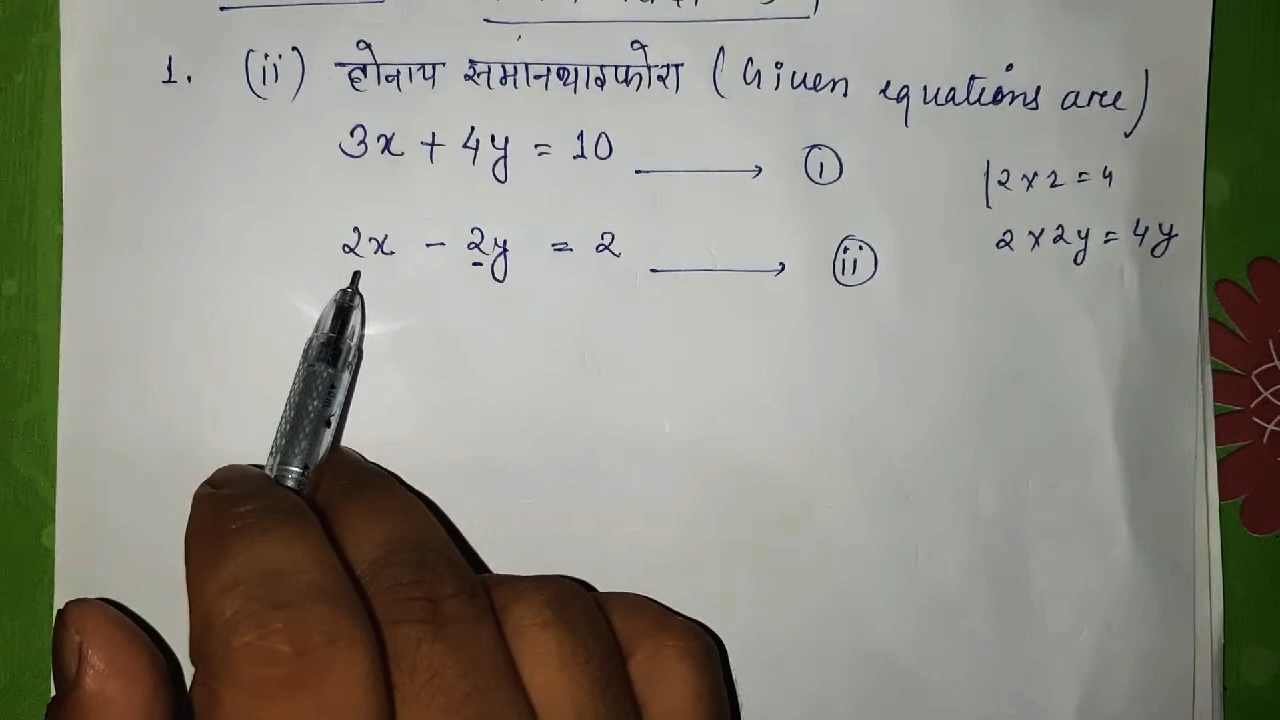 1. (ii) होनाय समानथाइफोरा (Given equations are)
3x + 4y = 10 ⟶ (i)
2x - 2y = 2 ⟶ (ii)
2 × 2 = 4
2 × 2y = 4y